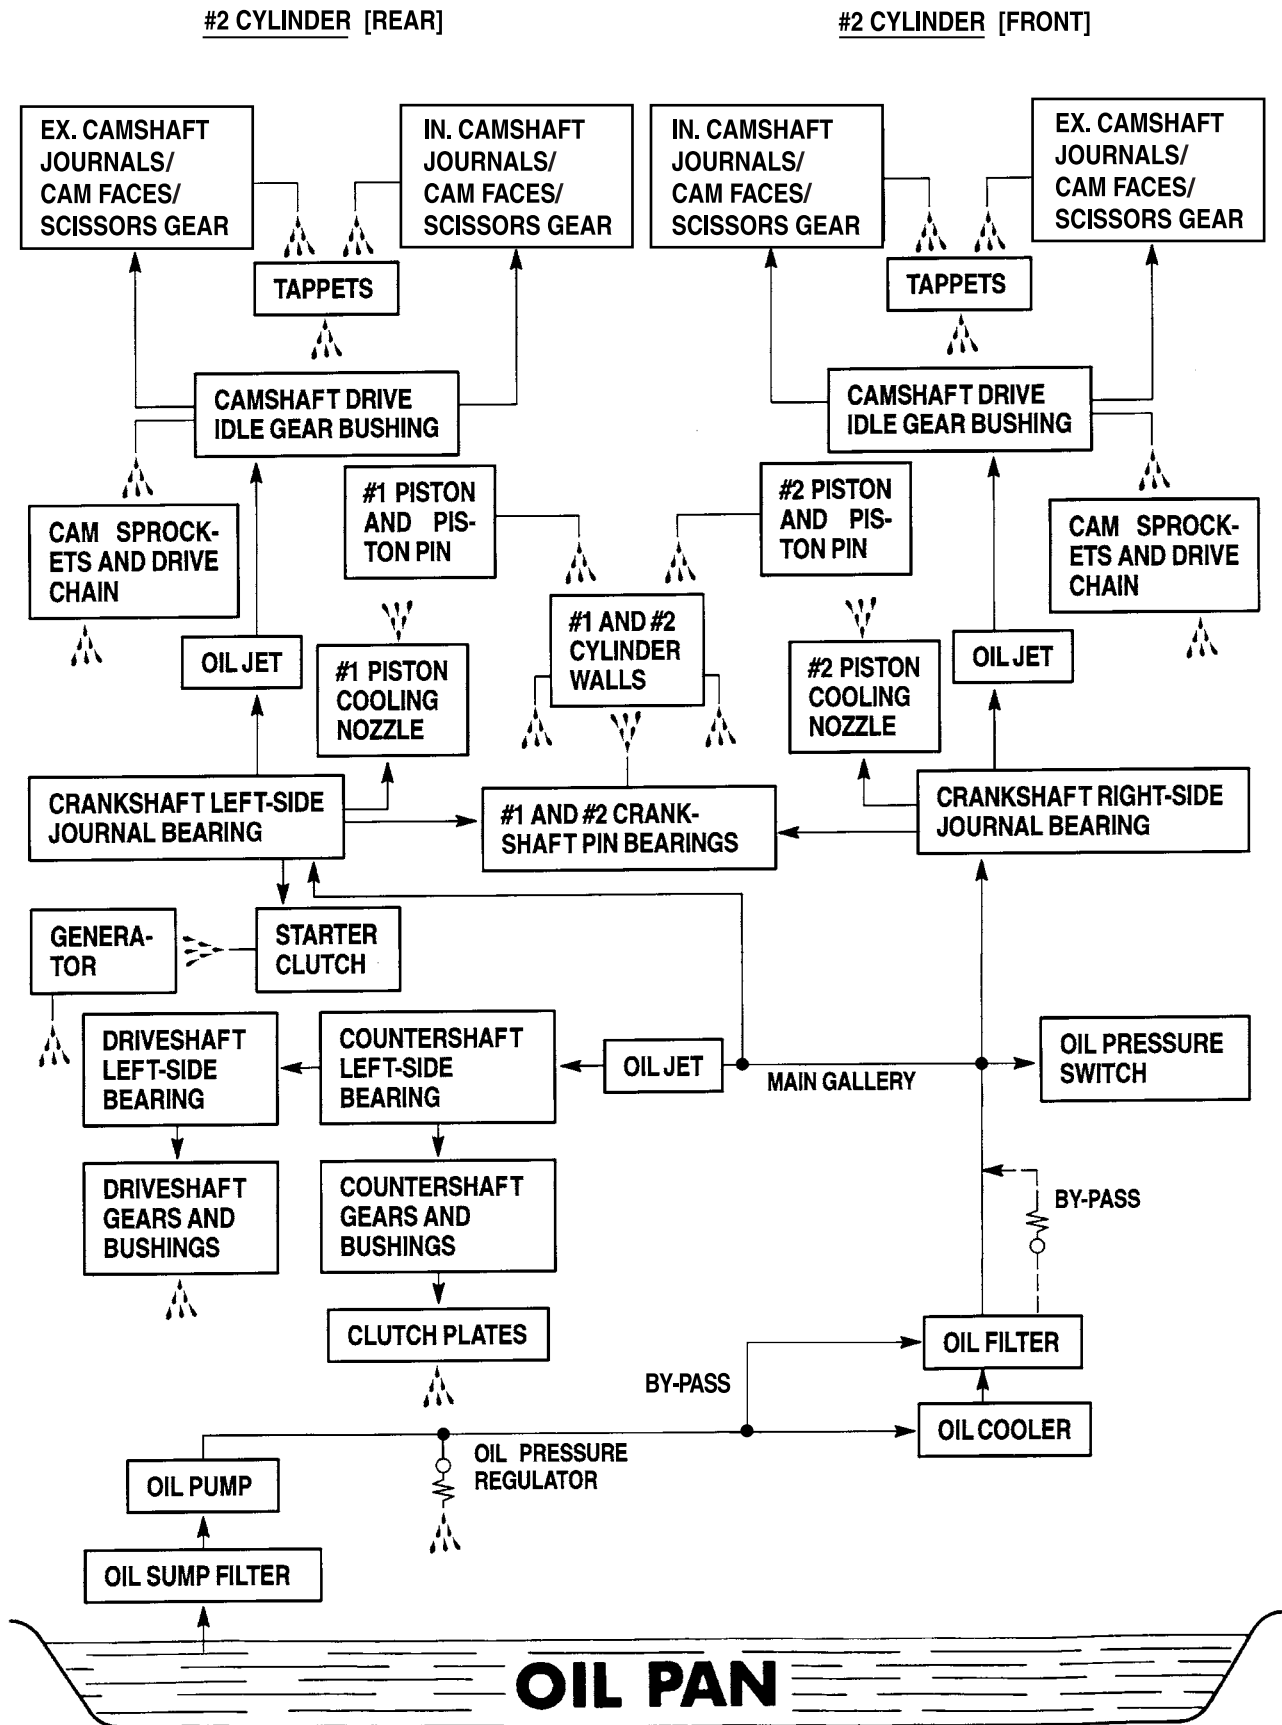 #2 CYLINDER [REAR]
#2 CYLINDER [FRONT]
EX. CAMSHAFT
JOURNALS/
CAM FACES/
SCISSORS GEAR
IN. CAMSHAFT
JOURNALS/
CAM FACES/
SCISSORS GEAR
IN. CAMSHAFT
JOURNALS/
CAM FACES/
SCISSORS GEAR
EX. CAMSHAFT
JOURNALS/
CAM FACES/
SCISSORS GEAR
TAPPETS
TAPPETS
CAMSHAFT DRIVE
IDLE GEAR BUSHING
CAMSHAFT DRIVE
IDLE GEAR BUSHING
#1 PISTON
AND PIS-
TON PIN
#2 PISTON
AND PIS-
TON PIN
CAM SPROCK-
ETS AND DRIVE
CHAIN
CAM SPROCK-
ETS AND DRIVE
CHAIN
OIL JET
#1 PISTON
COOLING
NOZZLE
#1 AND #2
CYLINDER
WALLS
#2 PISTON
COOLING
NOZZLE
OIL JET
CRANKSHAFT LEFT-SIDE
JOURNAL BEARING
#1 AND #2 CRANK-
SHAFT PIN BEARINGS
CRANKSHAFT RIGHT-SIDE
JOURNAL BEARING
GENERA-
TOR
STARTER
CLUTCH
DRIVESHAFT
LEFT-SIDE
BEARING
COUNTERSHAFT
LEFT-SIDE
BEARING
OIL JET
MAIN GALLERY
OIL PRESSURE
SWITCH
DRIVESHAFT
GEARS AND
BUSHINGS
COUNTERSHAFT
GEARS AND
BUSHINGS
BY-PASS
CLUTCH PLATES
OIL FILTER
BY-PASS
OIL COOLER
OIL PUMP
OIL PRESSURE
REGULATOR
OIL SUMP FILTER
OIL PAN